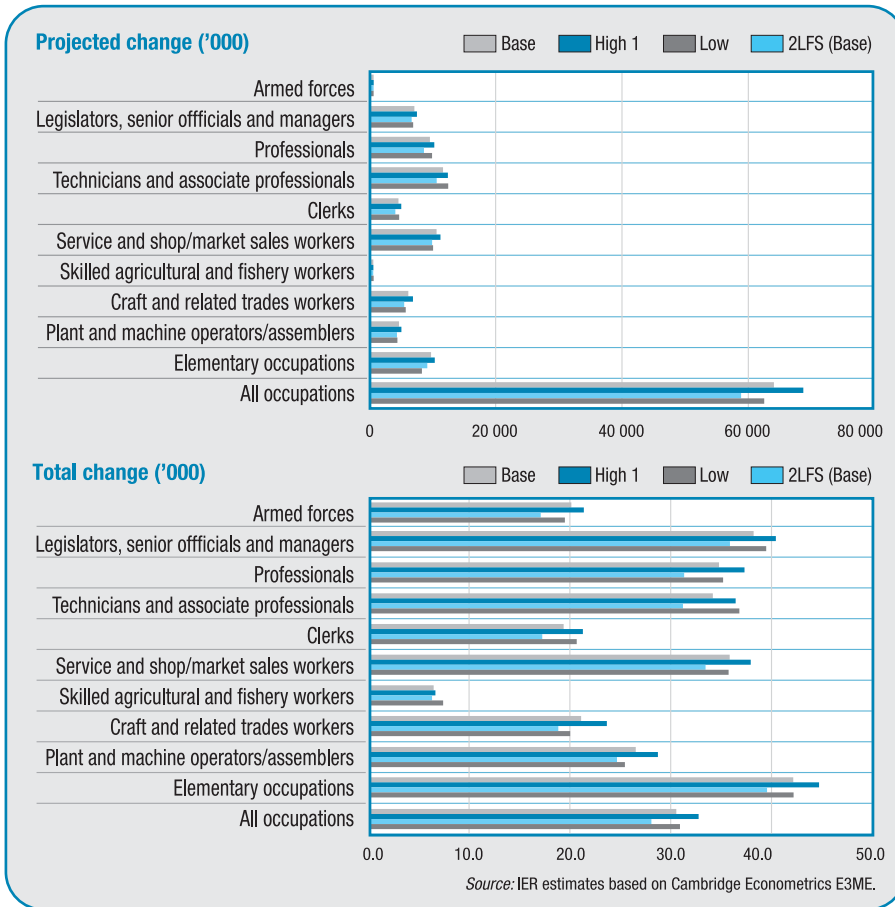 Projected change ('000)
Base High 1 Low 2LFS (Base)
Armed forces
Legislators, senior offficials and managers
Professionals
Technicians and associate professionals
Clerks
Service and shop/market sales workers
Skilled agricultural and fishery workers
Craft and related trades workers
Plant and machine operators/assemblers
Elementary occupations
All occupations
0 20 000 40 000 60 000 80 000
Total change ('000)
Base High 1 Low 2LFS (Base)
Armed forces
Legislators, senior offficials and managers
Professionals
Technicians and associate professionals
Clerks
Service and shop/market sales workers
Skilled agricultural and fishery workers
Craft and related trades workers
Plant and machine operators/assemblers
Elementary occupations
All occupations
0.0 10.0 20.0 30.0 40.0 50.0
Source: IER estimates based on Cambridge Econometrics E3ME.